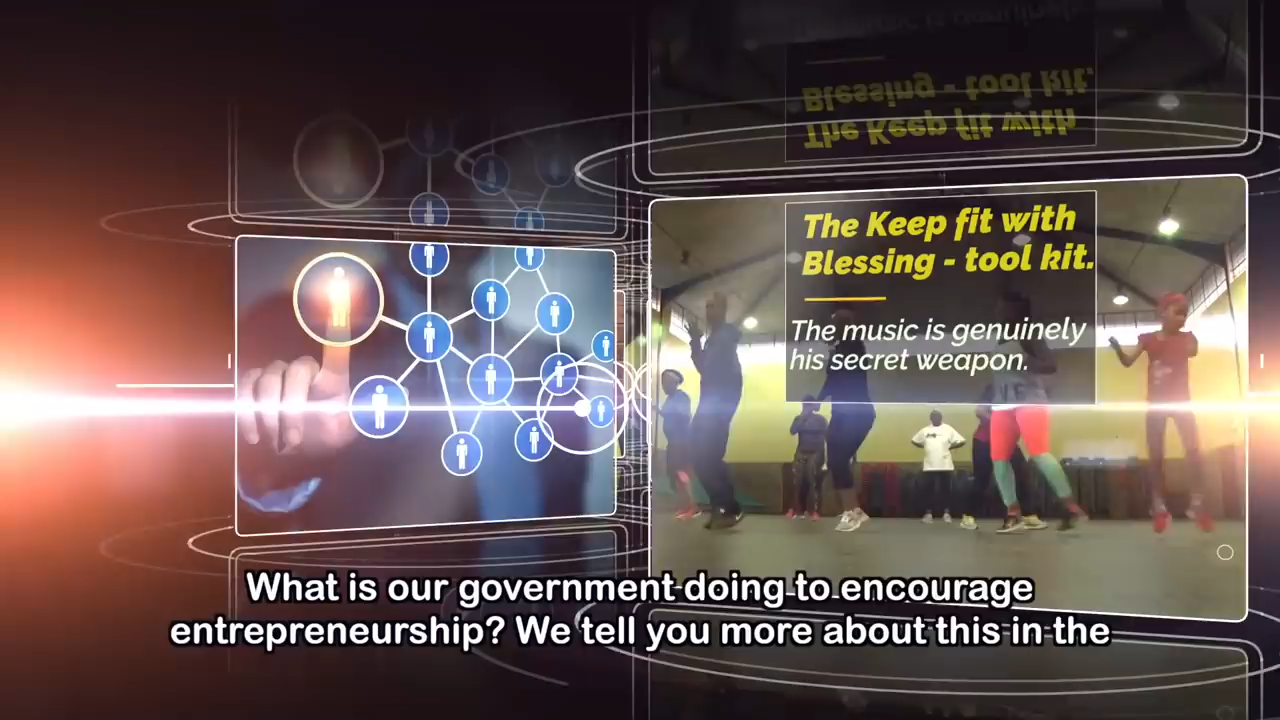 The Keep fit with
Blessing - tool kit.
The music is genuinely
his secret weapon.
What is our government doing to encourage
entrepreneurship? We tell you more about this in the